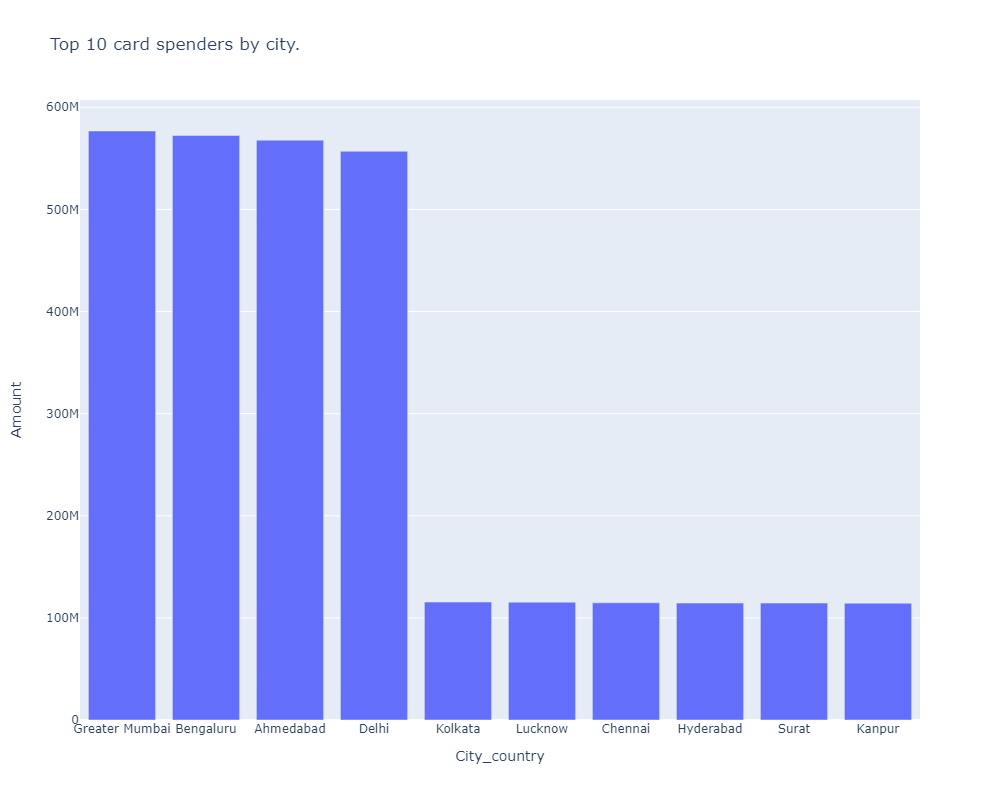 Top 10 card spenders by city.
600M
500M
400M
300M
200M
100M
0
Amount
Greater Mumbai Bengaluru Ahmedabad Delhi Kolkata Lucknow Chennai Hyderabad Surat Kanpur
City_country